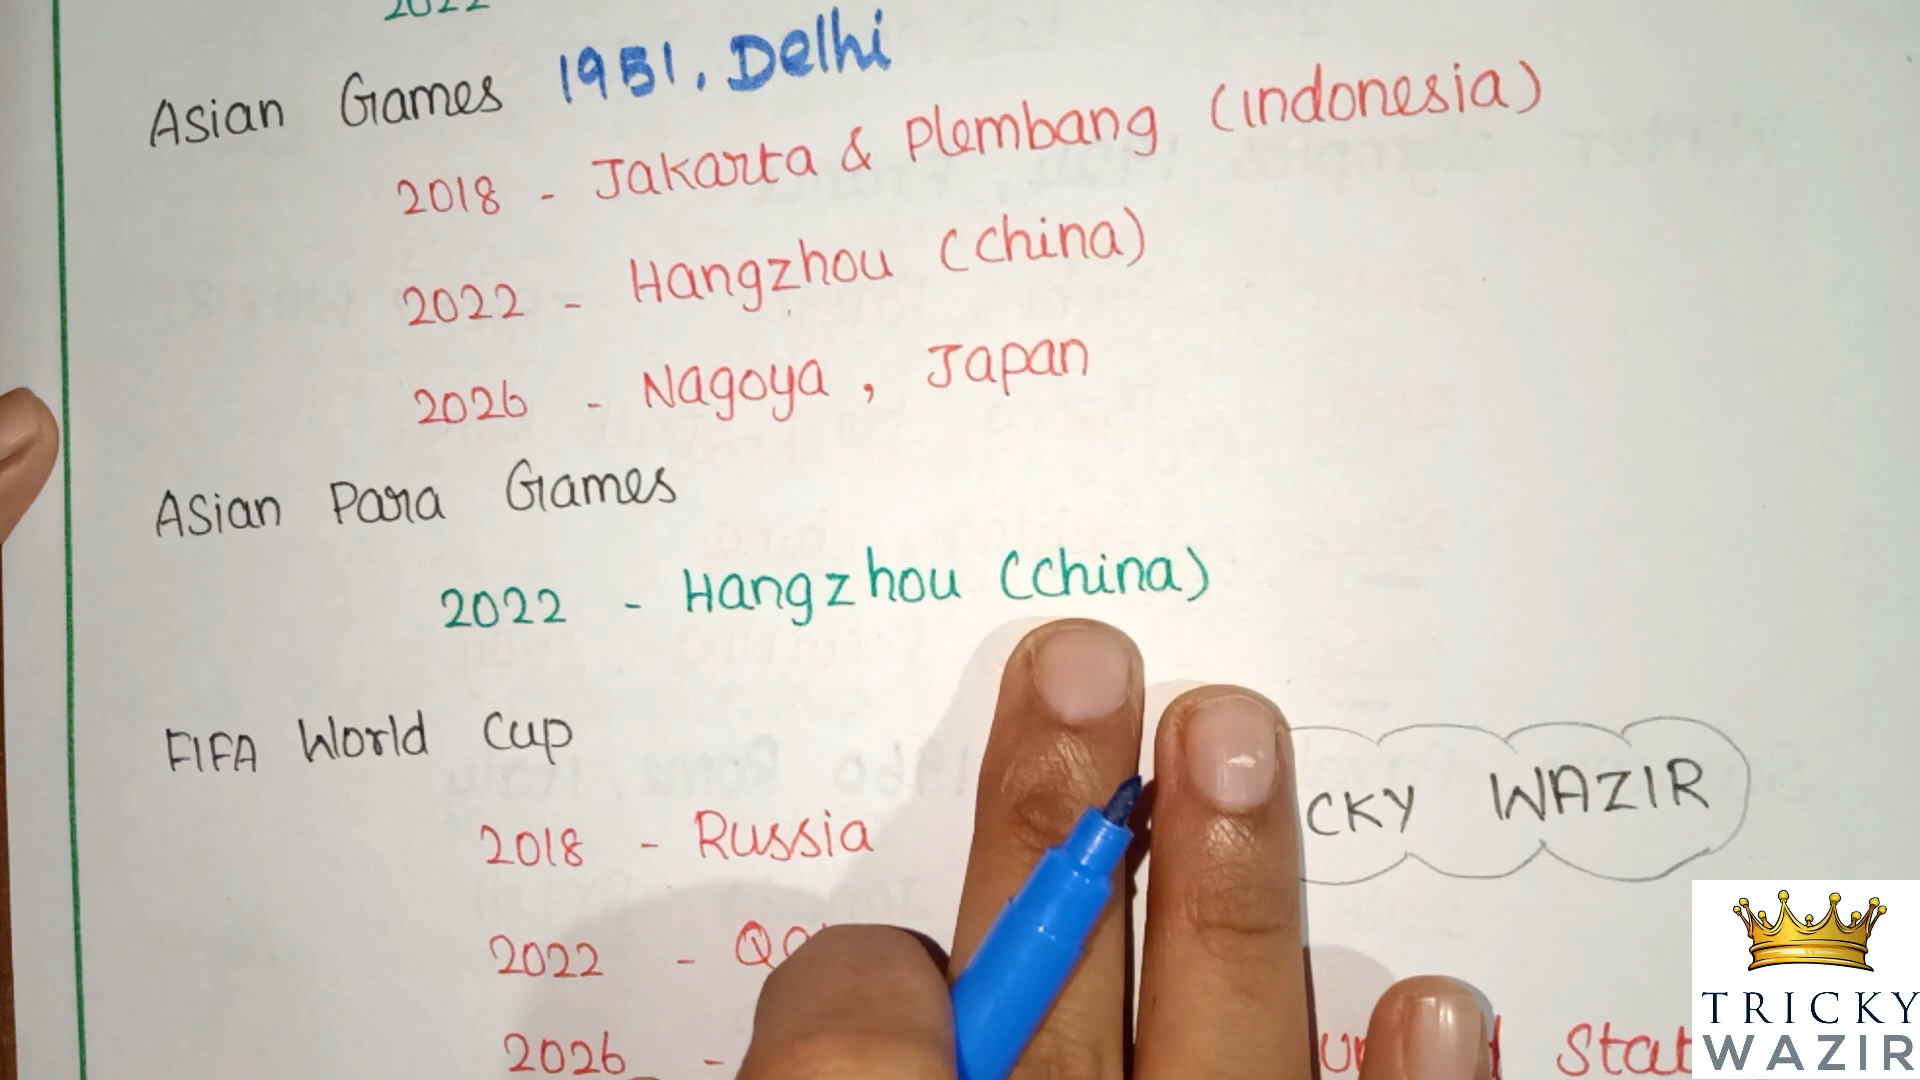 2022
Asian Games 1951, Delhi
2018 - Jakarta & Plembang (indonesia)
2022 - Hangzhou (china)
2026 - Nagoya, Japan
Asian Para Games
2022 - Hangzhou (china)
FIFA World Cup
CKY WAZIR
2018 - Russia
2022 -
2026 -
TRICKY
WAZIR